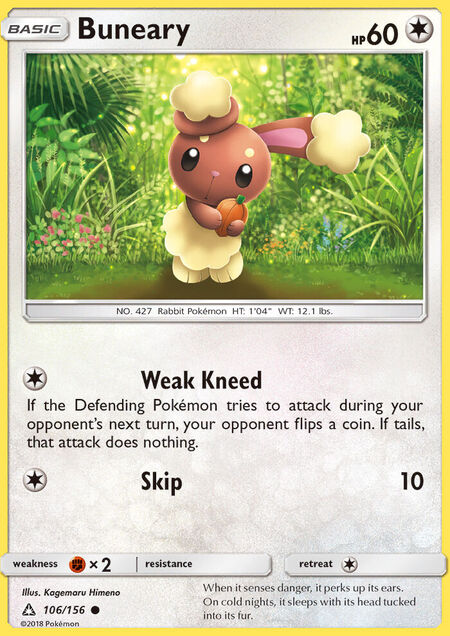 BASIC Buneary HP60
NO. 427 Rabbit Pokémon HT: 1'04" WT: 12.1 lbs.
Weak Kneed
If the Defending Pokémon tries to attack during your
opponent's next turn, your opponent flips a coin. If tails,
that attack does nothing.
Skip 10
weakness ×2 resistance retreat
Illus. Kagemaru Himeno
106/156
©2018 Pokémon
When it senses danger, it perks up its ears.
On cold nights, it sleeps with its head tucked
into its fur.